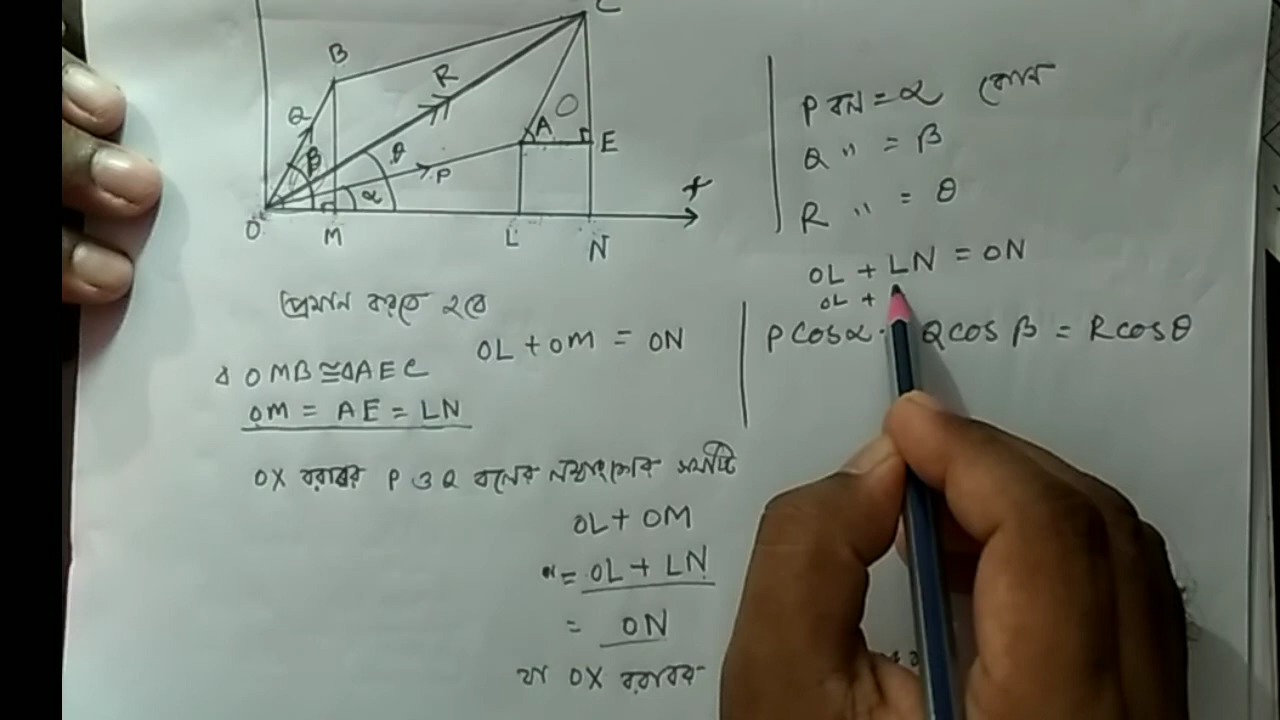 C
B
R
Q
β
θ
A
E
P
α
x
O
M
L
N
P বল = α কোন
Q " = β
R " = θ
OL + LN = ON
OL +
P cos α · Q cos β = R cos θ
প্রমান করতে হবে
OL + OM = ON
Δ OMB ≅ Δ AEC
OM = AE = LN
OX বরাবর P ও Q বলের লম্বাংশের সমষ্টি
OL + OM
"= OL + LN
= ON
যা OX বরাবর